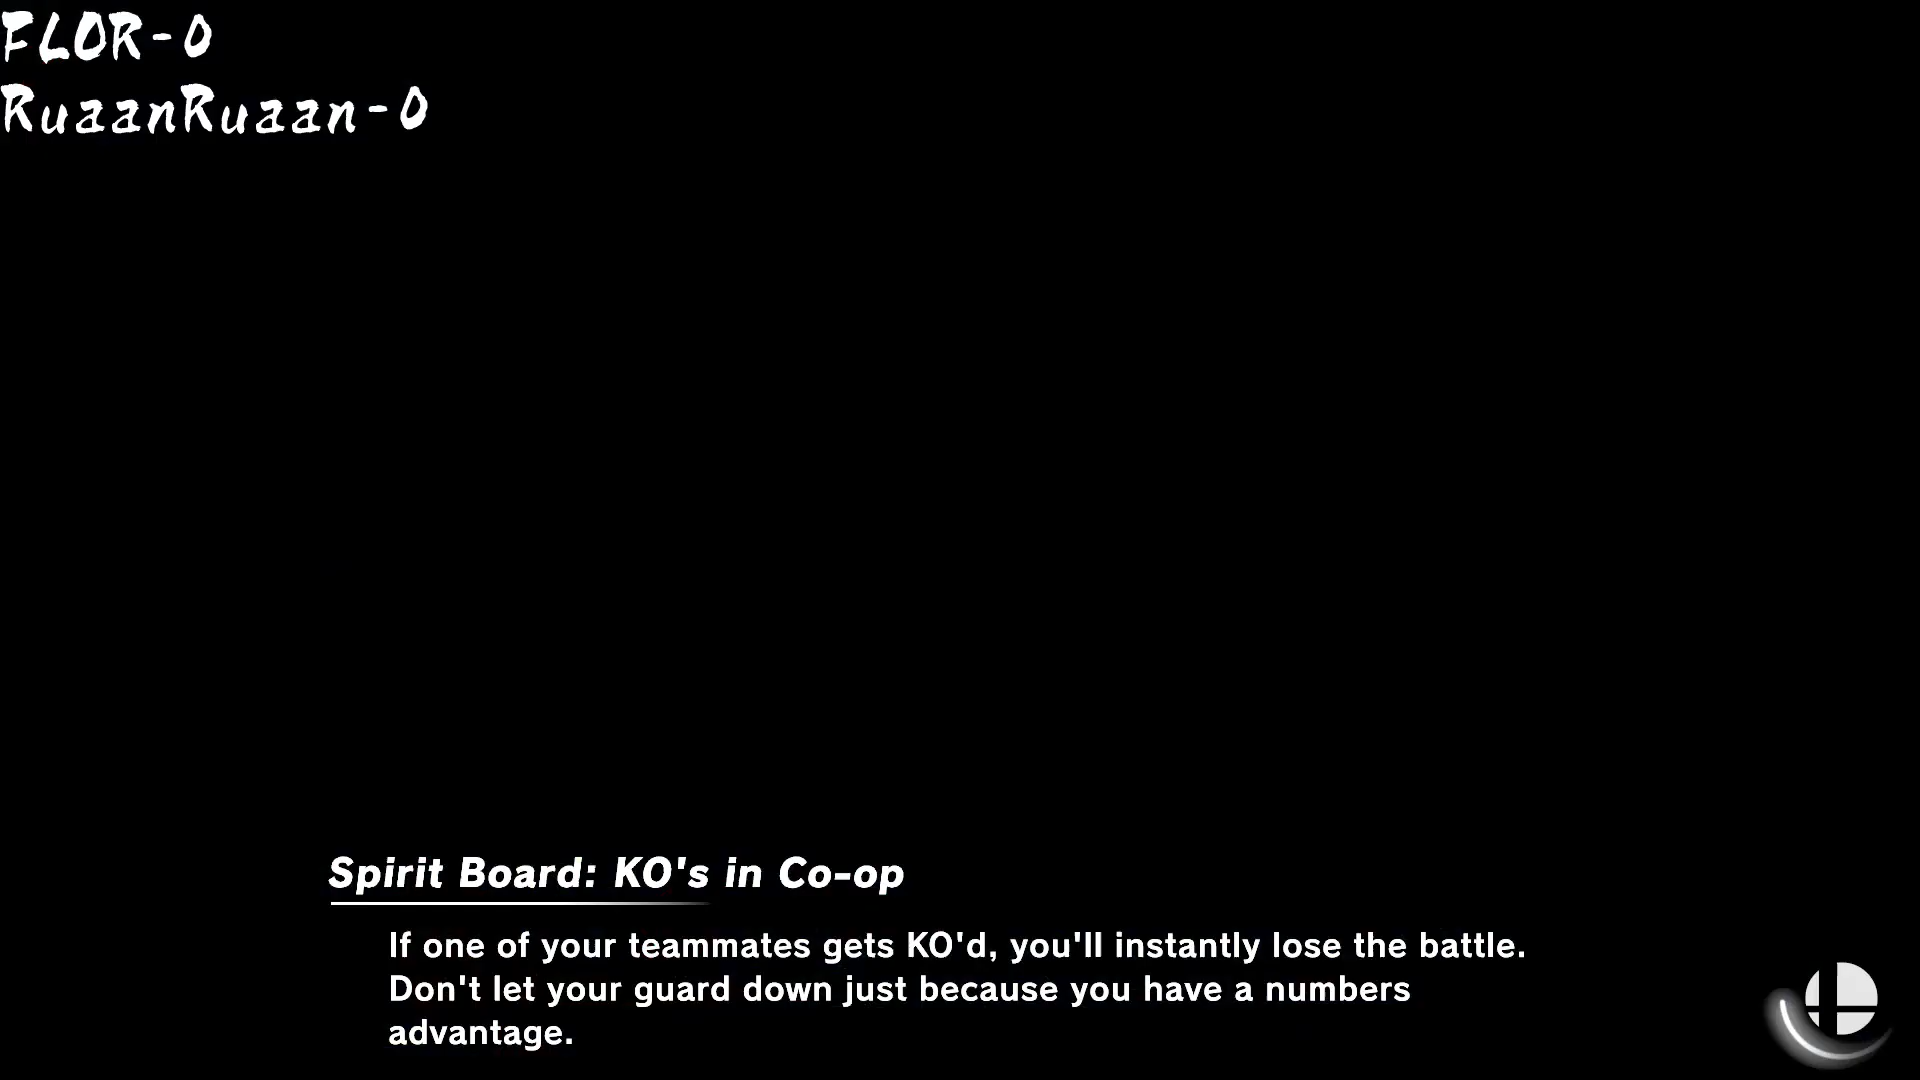 FLOR-0
RuaanRuaan-0
Spirit Board: KO's in Co-op
If one of your teammates gets KO'd, you'll instantly lose the battle.
Don't let your guard down just because you have a numbers
advantage.